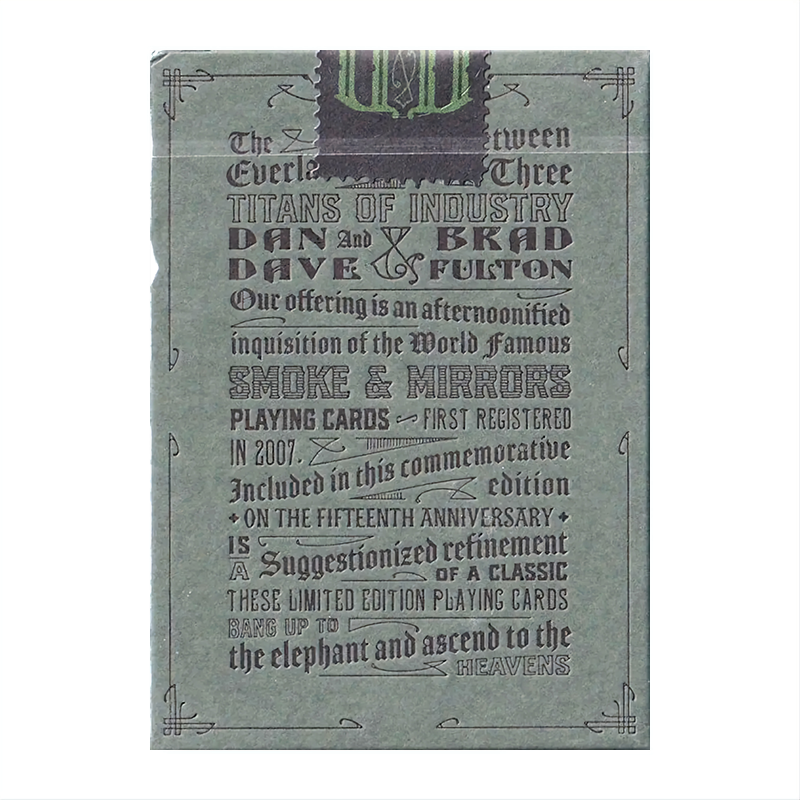 The
tween
Everla
Three
TITANS OF INDUSTRY
DAN And BRAD
DAVE & FULTON
Our offering is an afternoonified
inquisition of the World Famous
SMOKE & MIRRORS
PLAYING CARDS ~ FIRST REGISTERED
IN 2007.
Included in this commemorative
edition
+ ON THE FIFTEENTH ANNIVERSARY +
IS A Suggestionized refinement
OF A CLASSIC
THESE LIMITED EDITION PLAYING CARDS
BANG UP TO
the elephant and ascend to the
HEAVENS